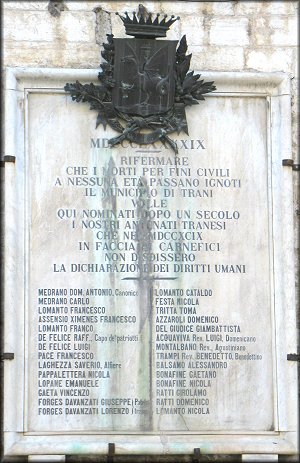 A RIFERMARE
CHE I MORTI PER FINI CIVILI
A NESSUNA ETÀ PASSANO IGNOTI
IL MUNICIPIO DI TRANI
VOLLE
QUI NOMINATI DOPO UN SECOLO
I NOSTRI ANTENATI TRANESI
CHE NEL MDCCXCIX
IN FACCIA AI CARNEFICI
NON DISDISSERO
LA DICHIARAZIONE DEI DIRITTI UMANI
MEDRANO DOM. ANTONIO, Canonico
MEDRANO CARLO
LOMANTO FRANCESCO
ASSENSIO XIMENES FRANCESCO
LOMANTO FRANCO
DE FELICE RAFF., Capo de' patriotti
DE FELICE LUIGI
PACE FRANCESCO
LAGHEZZA SAVERIO, Alfiere
PAPPALETTERA NICOLA
LOPANE EMANUELE
GAETA VINCENZO
FORGES DAVANZATI GIUSEPPE
FORGES DAVANZATI LORENZO
LOMANTO CATALDO
FESTA NICOLA
TRITTA TOMA
AZZAROLI DOMENICO
DEL GIUDICE GIAMBATTISTA
ACQUAVIVA Rev. LUIGI, Domenicano
MONTALBANO Rev. Agostiniano
TRAMPI Rev. BENEDETTO, Benedettino
BALSAMO ALESSANDRO
BONAFINE GAETANO
BONAFINE NICOLA
RATTI GIROLAMO
RATTI DOMENICO
LOMANTO NICOLA